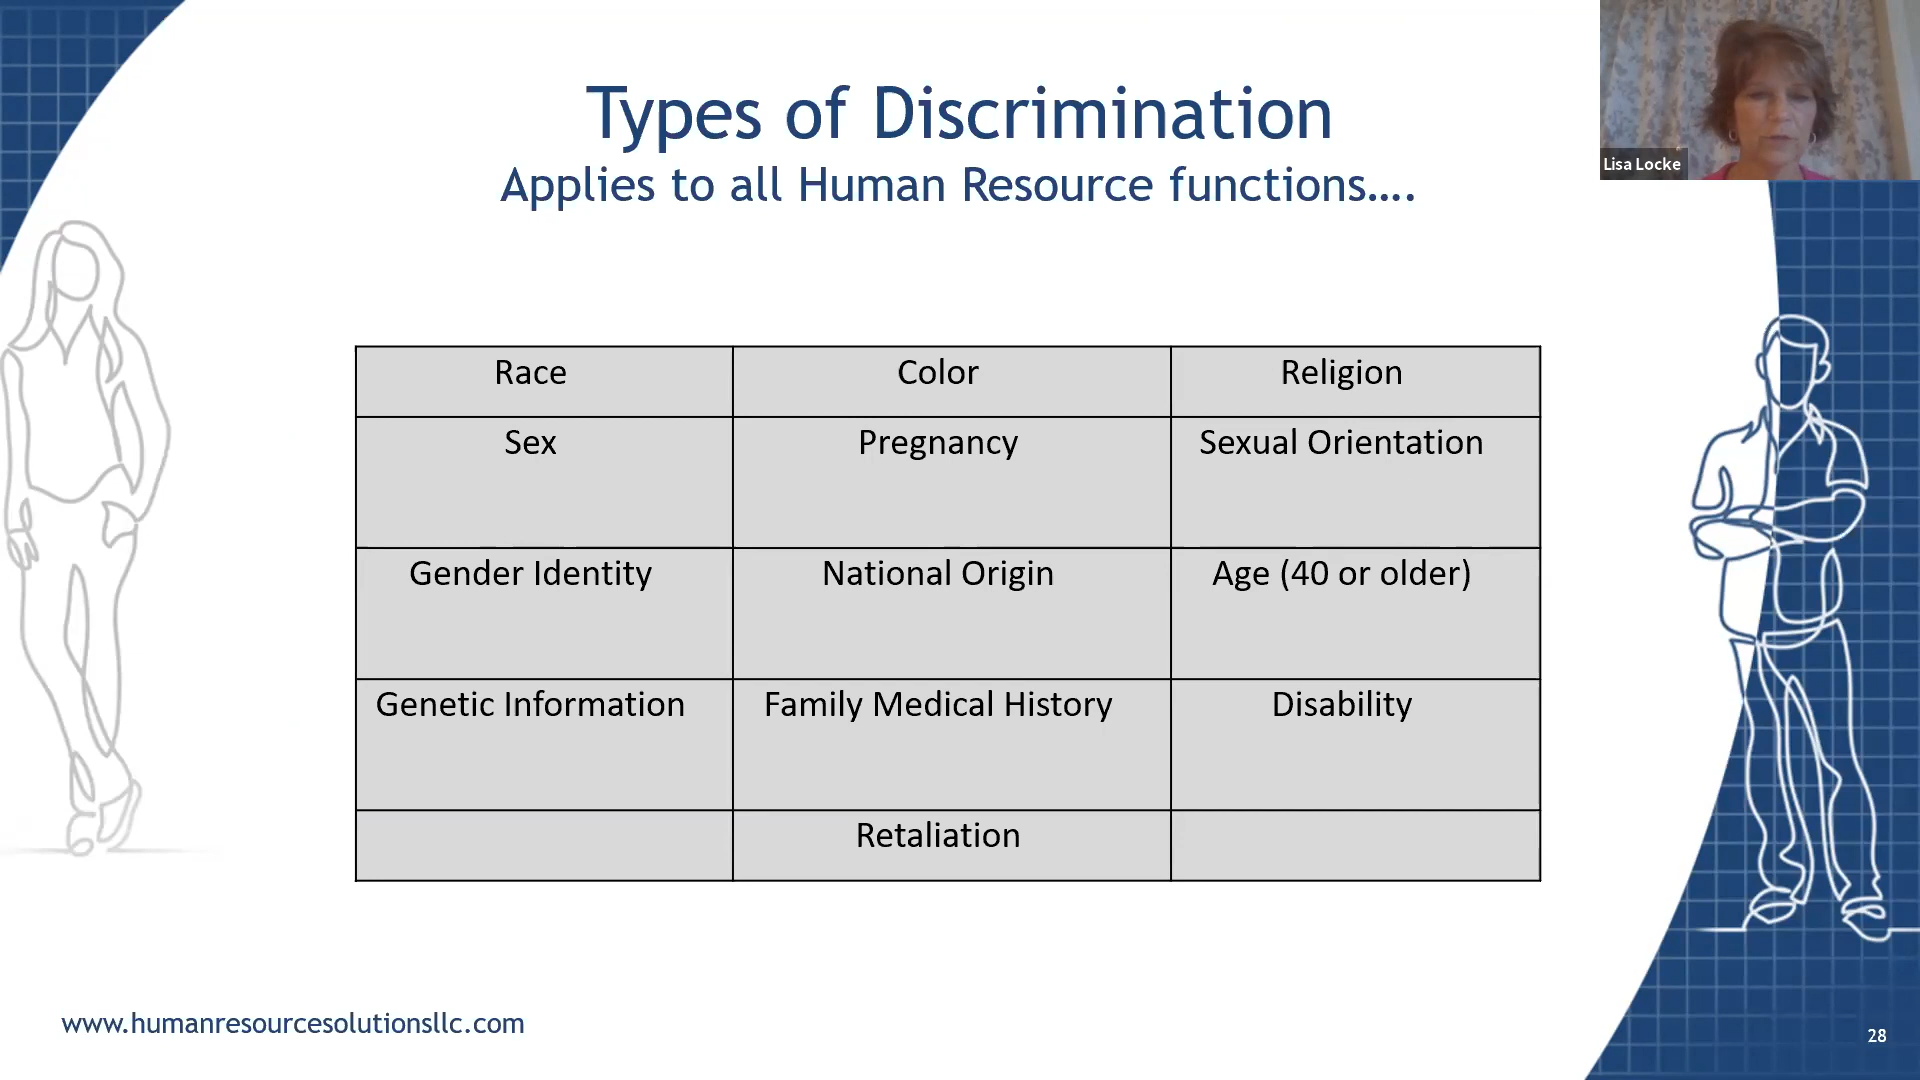 Types of Discrimination
Applies to all Human Resource functions....
Lisa Locke
Race Color Religion
Sex Pregnancy Sexual Orientation
Gender Identity National Origin Age (40 or older)
Genetic Information Family Medical History Disability
Retaliation
www.humanresourcesolutionsllc.com
28